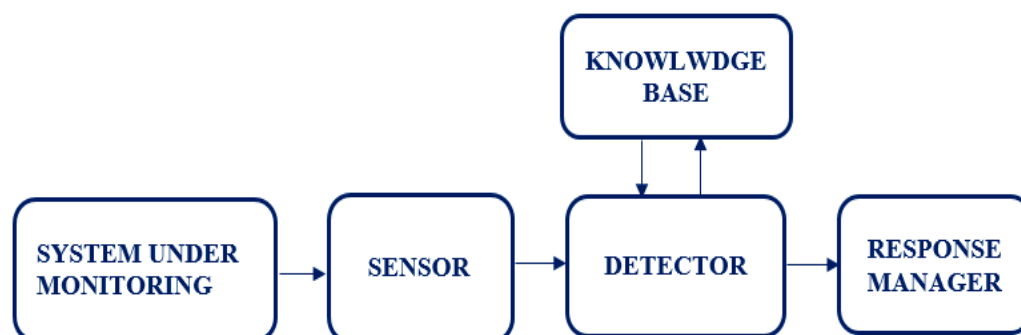 KNOWLWDGE
BASE
SYSTEM UNDER
MONITORING
SENSOR
DETECTOR
RESPONSE
MANAGER